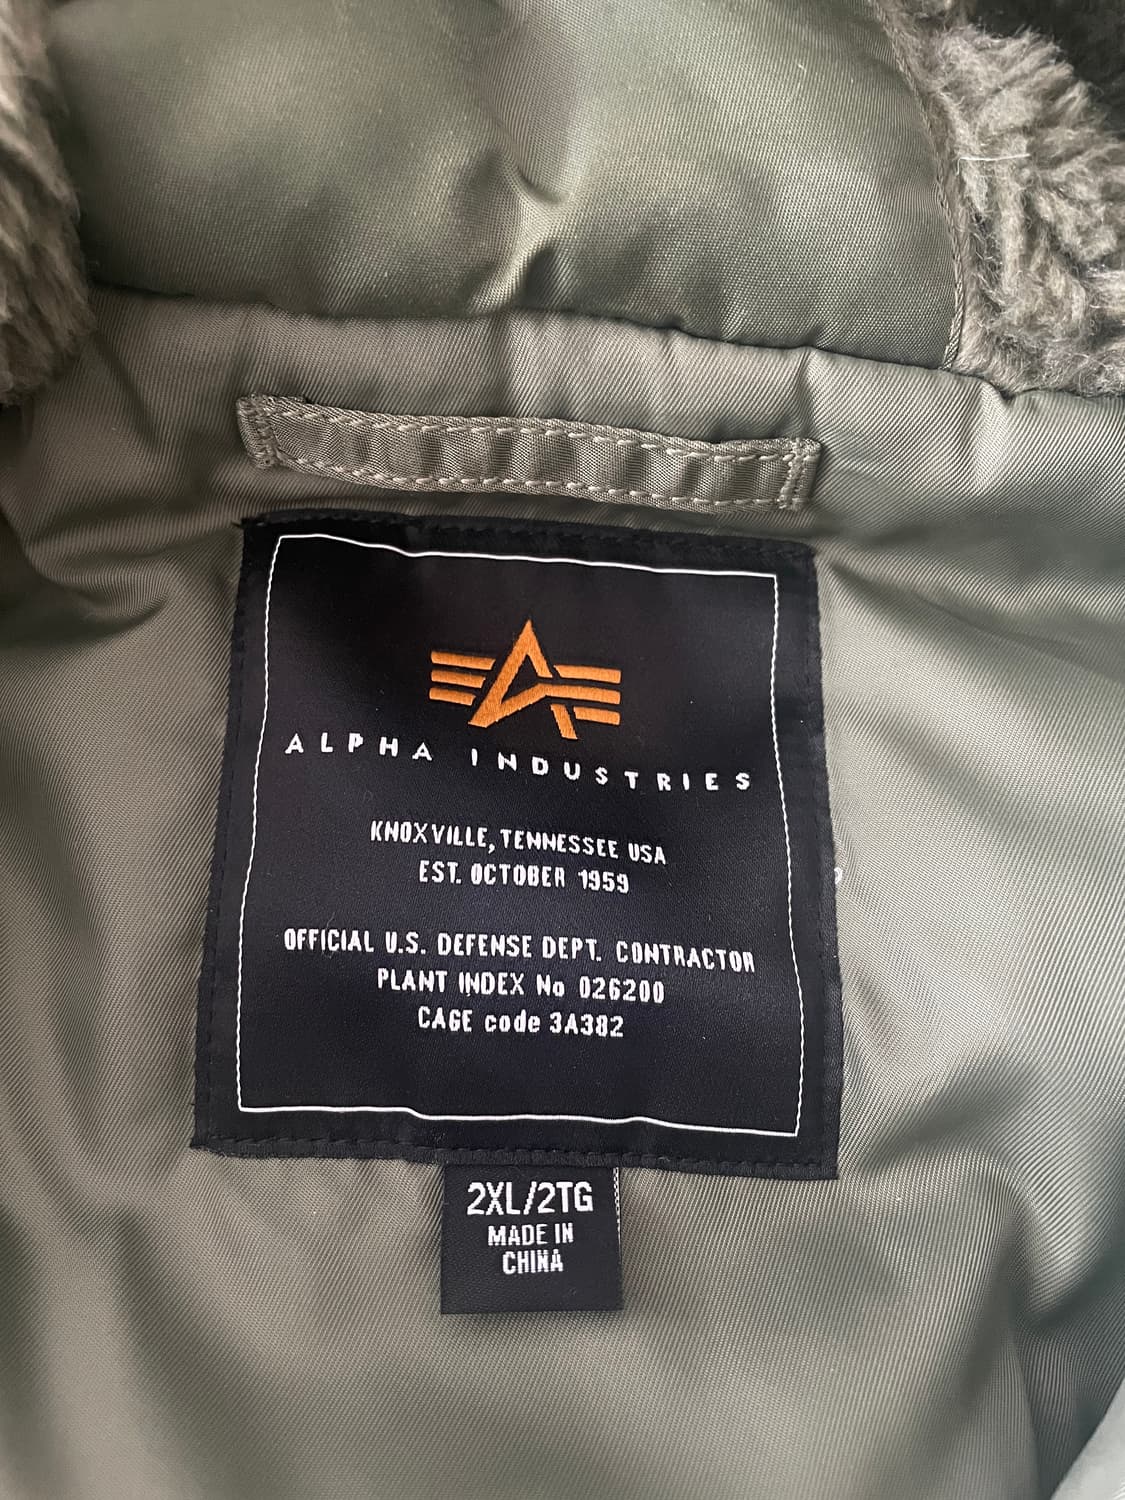 ALPHA INDUSTRIES
KNOXVILLE, TENNESSEE USA
EST. OCTOBER 1959
OFFICIAL U.S. DEFENSE DEPT. CONTRACTOR
PLANT INDEX No 026200
CAGE code 3A382
2XL/2TG
MADE IN
CHINA